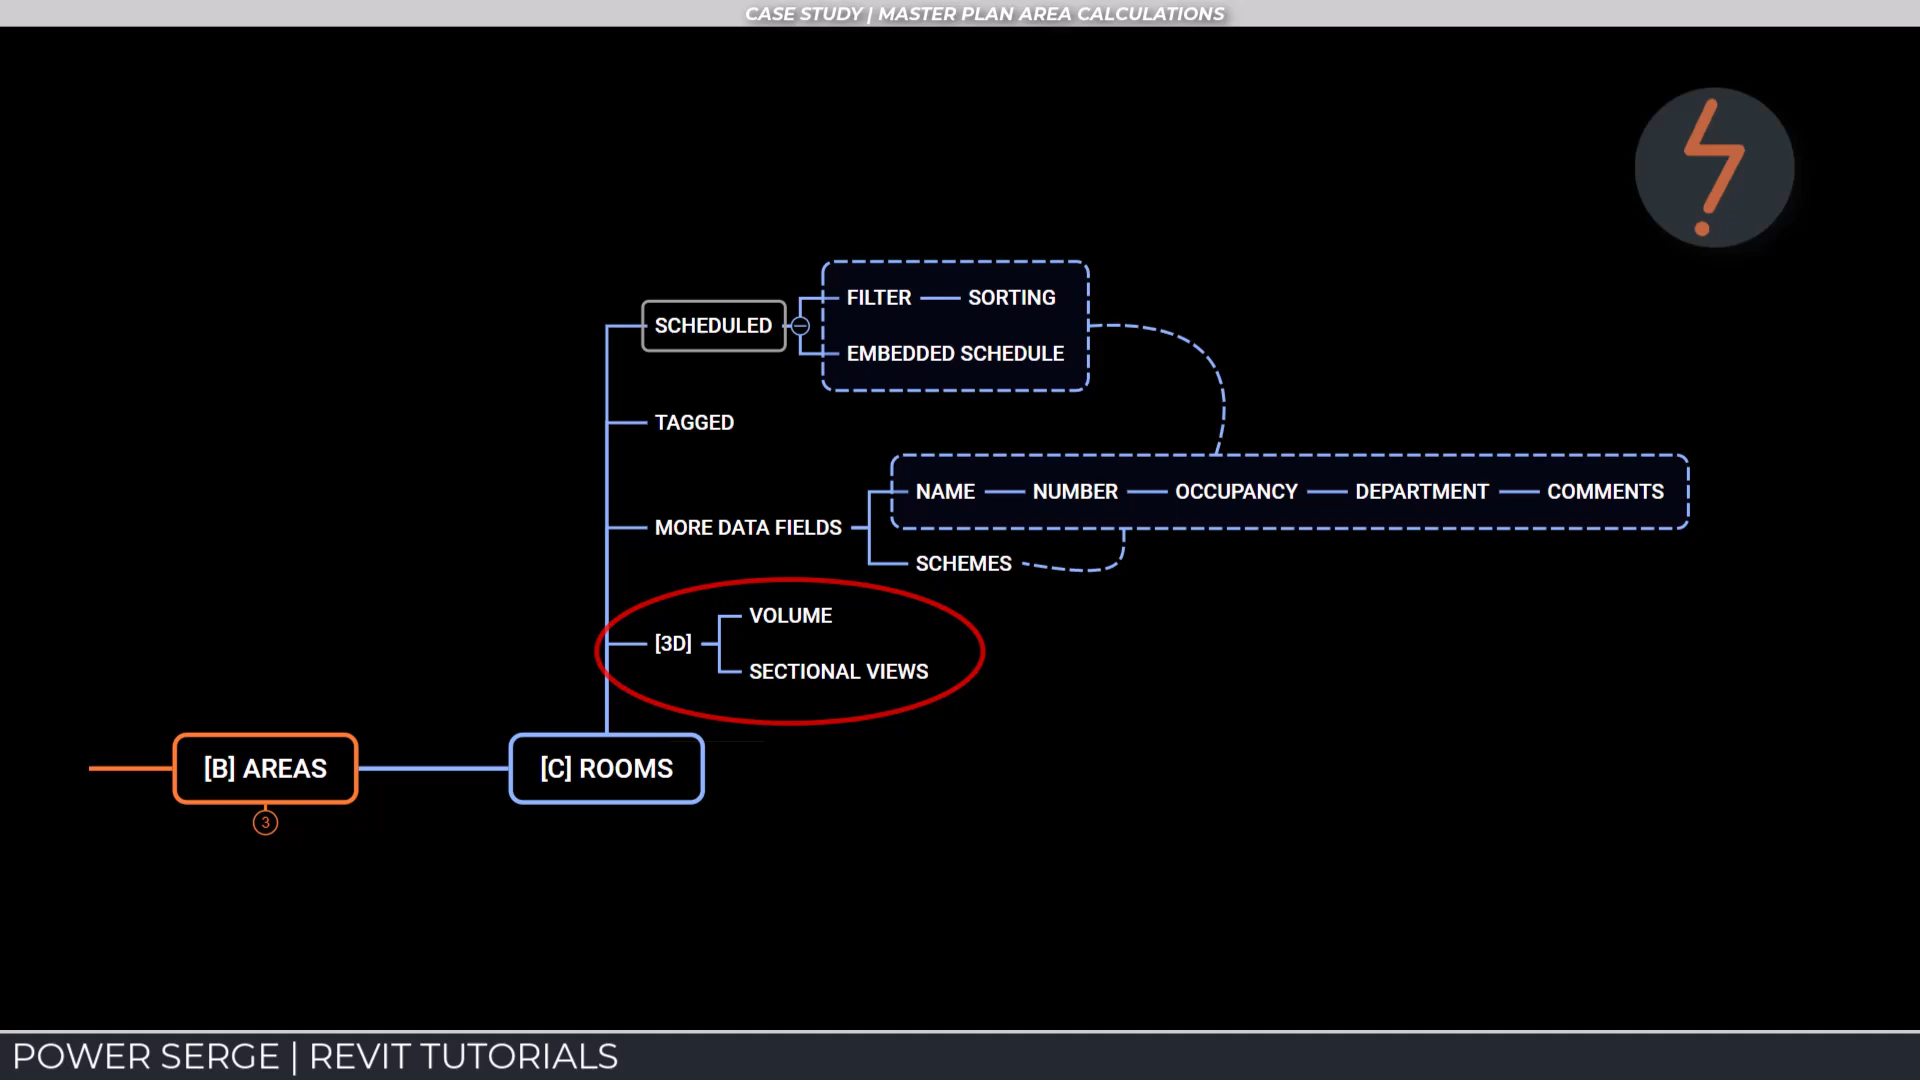 CASE STUDY | MASTER PLAN AREA CALCULATIONS
FILTER SORTING
SCHEDULED
EMBEDDED SCHEDULE
TAGGED
NAME NUMBER OCCUPANCY DEPARTMENT COMMENTS
MORE DATA FIELDS
SCHEMES
VOLUME
[3D]
SECTIONAL VIEWS
[B] AREAS [C] ROOMS
3
POWER SERGE | REVIT TUTORIALS